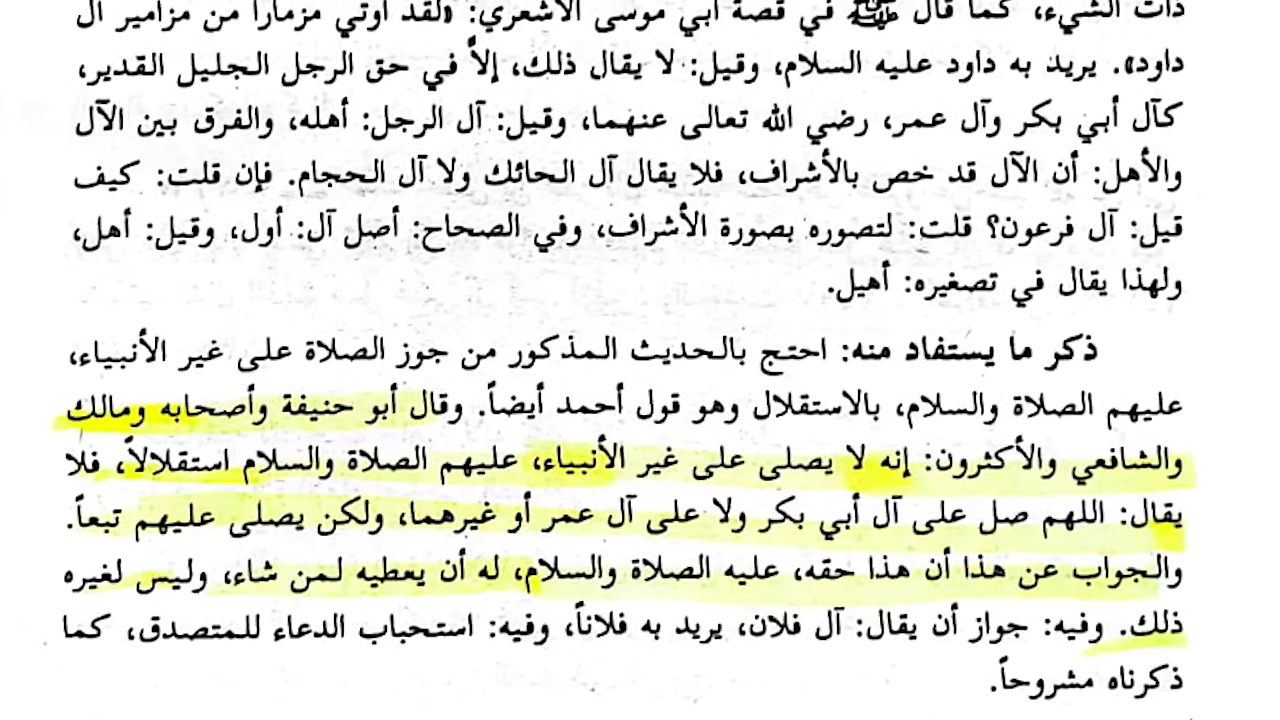 ذات الشيء، كما قال ﷺ في قصة أبي موسى الأشعري: «لقد أوتي مزماراً من مزامير آل
داود». يريد به داود عليه السلام، وقيل: لا يقال ذلك، إلاَّ في حق الرجل الجليل القدير،
كآل أبي بكر وآل عمر، رضي الله تعالى عنهما، وقيل: آل الرجل: أهله، والفرق بين الآل
والأهل: أن الآل قد خص بالأشراف، فلا يقال آل الحائك ولا آل الحجام. فإن قلت: كيف
قيل: آل فرعون؟ قلت: لتصوره بصورة الأشراف، وفي الصحاح: أصل آل: أول، وقيل: أهل،
ولهذا يقال في تصغيره: أهيل.
ذكر ما يستفاد منه: احتج بالحديث المذكور من جوز الصلاة على غير الأنبياء،
عليهم الصلاة والسلام، بالاستقلال وهو قول أحمد أيضاً. وقال أبو حنيفة وأصحابه ومالك
والشافعي والأكثرون: إنه لا يصلى على غير الأنبياء، عليهم الصلاة والسلام استقلالاً، فلا
يقال: اللهم صل على آل أبي بكر ولا على آل عمر أو غيرهما، ولكن يصلى عليهم تبعاً.
والجواب عن هذا أن هذا حقه، عليه الصلاة والسلام، له أن يعطيه لمن شاء، وليس لغيره
ذلك. وفيه: جواز أن يقال: آل فلان، يريد به فلاناً، وفيه: استحباب الدعاء للمتصدق، كما
ذكرناه مشروحاً.